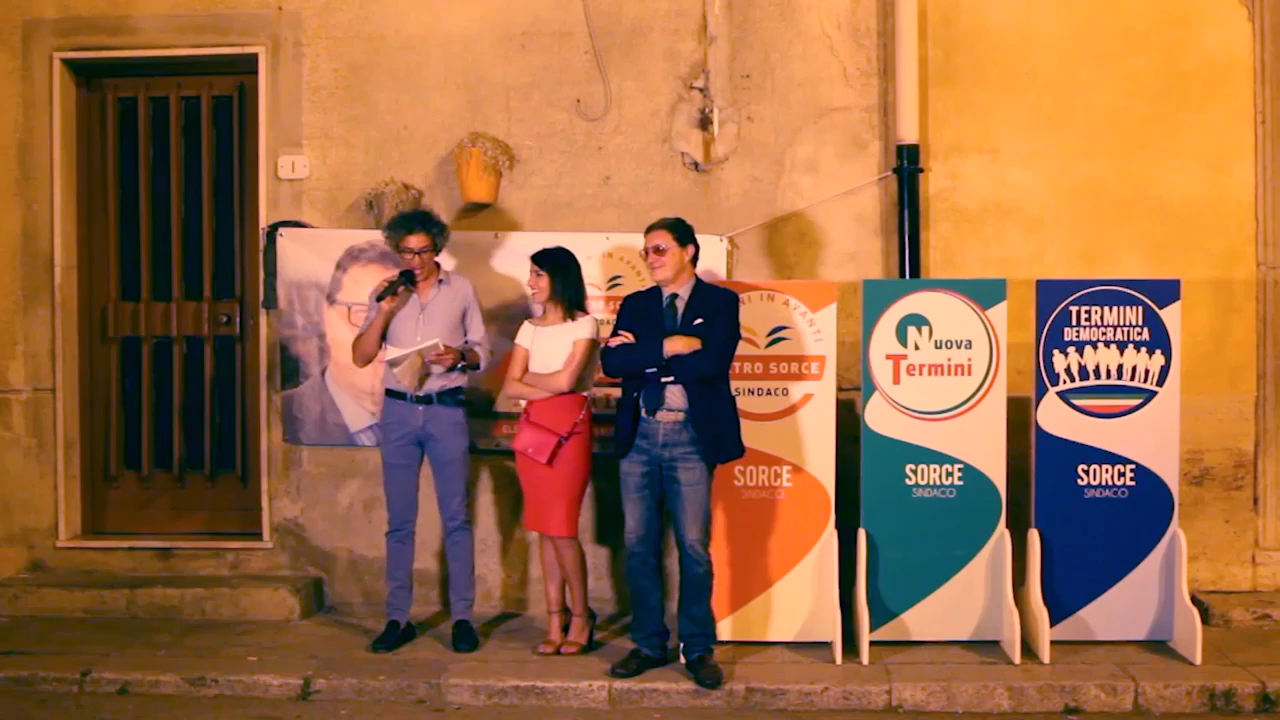 NI IN AVANTI
TRO SORCE
SINDACO
SORCE
SINDACO
Nuova
Termini
SORCE
SINDACO
TERMINI
DEMOCRATICA
SORCE
SINDACO